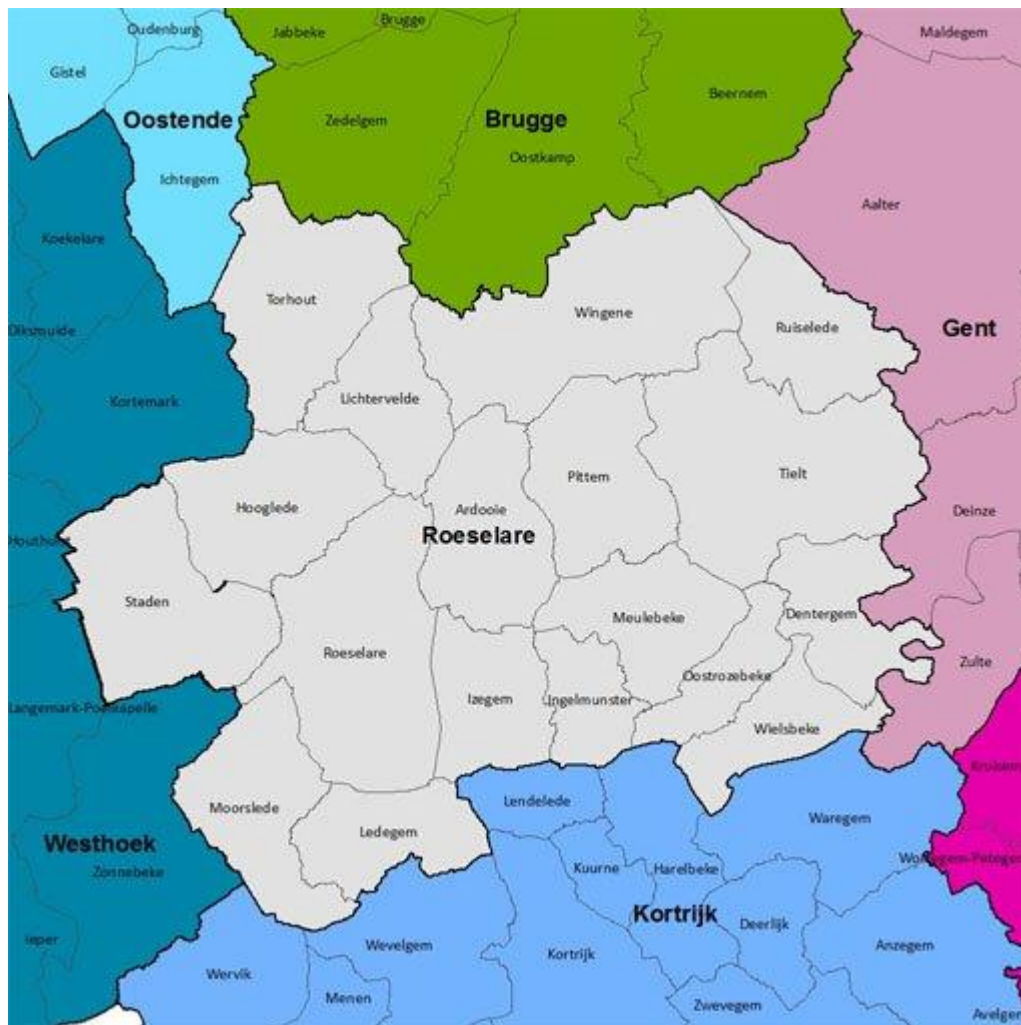 Oudenburg
Brugge
Jabbeke
Maldegem
Gistel
Beernem
Oostende
Zedelgem
Brugge
Oostkamp
Ichtegem
Aalter
Koekelare
Torhout
Wingene
Ruiselede
Gent
Diksmuide
Kortemark
Lichtervelde
Pittem
Tielt
Hooglede
Ardooie
Deinze
Roeselare
Staden
Meulebeke
Dentergem
Roeselare
Zulte
Oostrozebeke
Izegem
Ingelmunster
Langemark-Poelkapelle
Wielsbeke
Lendelede
Moorslede
Ledegem
Waregem
Westhoek
Zonnebeke
Kuurne
Harelbeke
Kortrijk
Deerlijk
Ieper
Wevelgem
Kortrijk
Anzegem
Wervik
Menen
Zwevegem